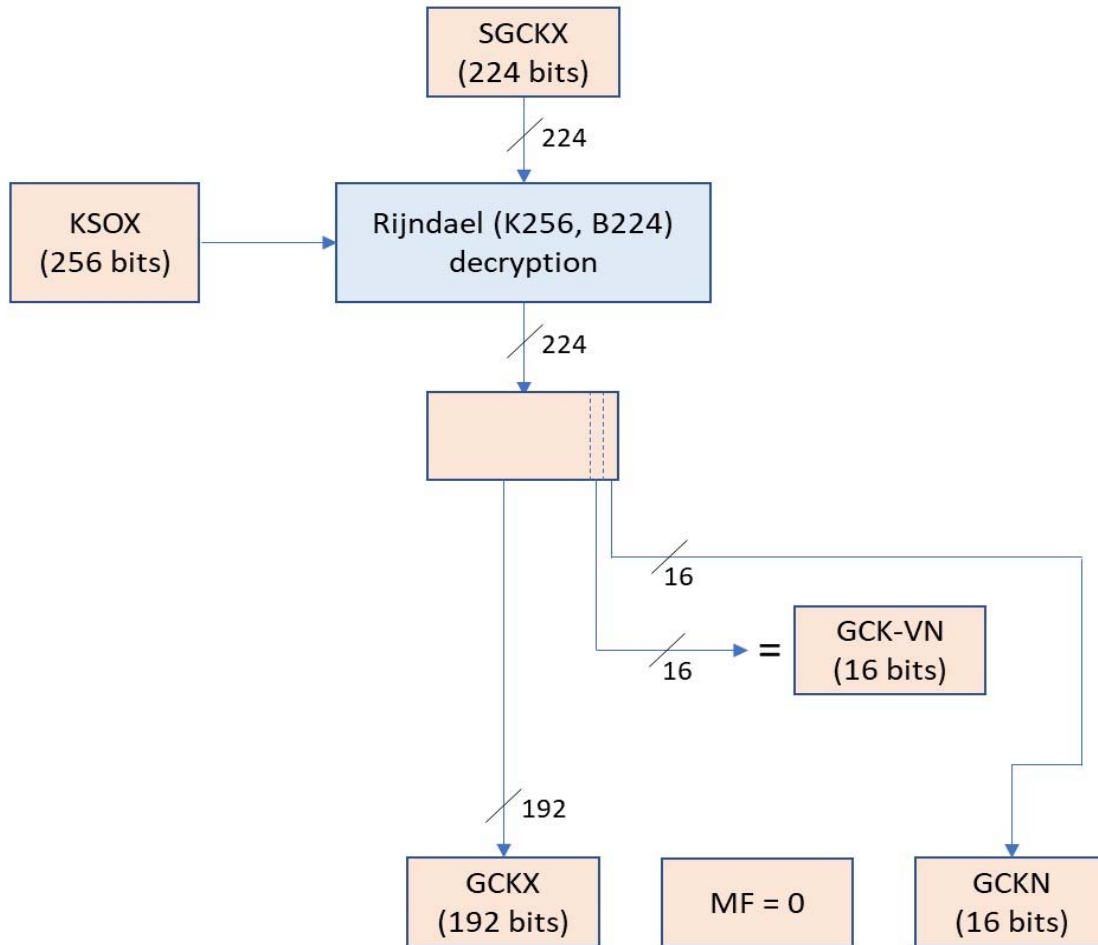 SGCKX
(224 bits)
224
KSOX
(256 bits)
Rijndael (K256, B224)
decryption
224
16
16
=
GCK-VN
(16 bits)
192
GCKX
(192 bits)
MF = 0
GCKN
(16 bits)